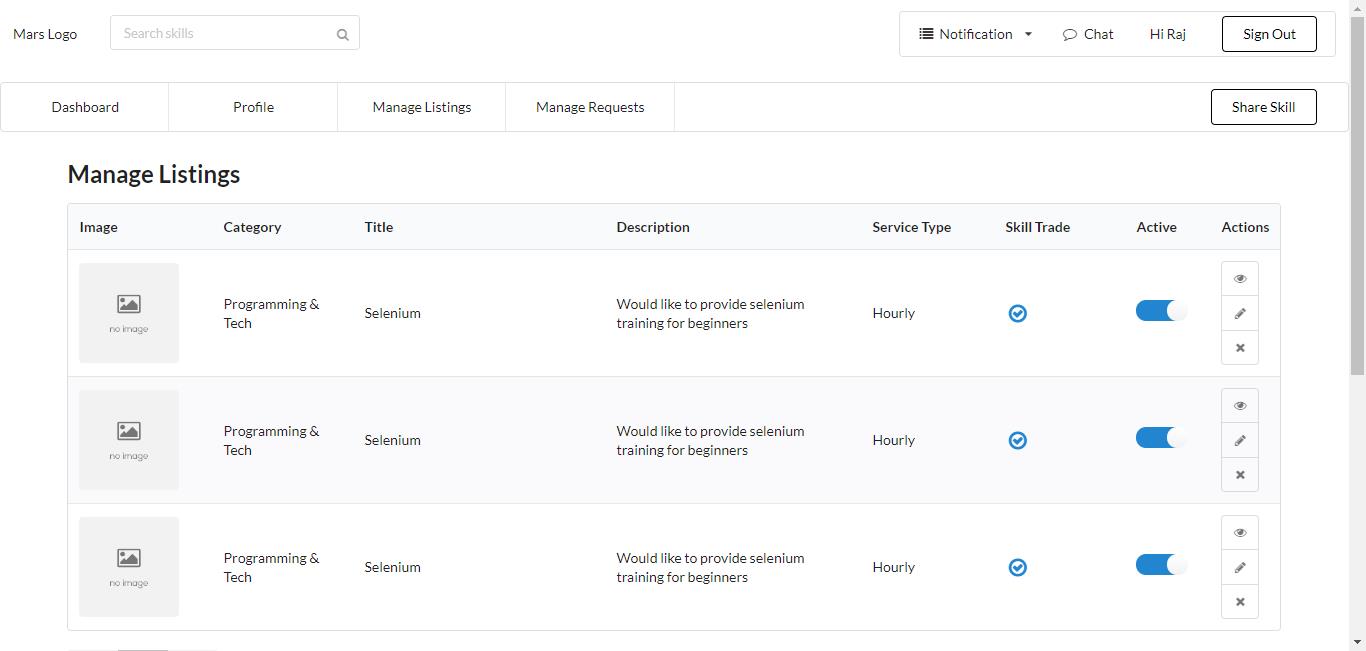 Mars Logo
Search skills
Notification
Chat
Hi Raj
Sign Out
Dashboard
Profile
Manage Listings
Manage Requests
Share Skill
Manage Listings
Image
Category
Title
Description
Service Type
Skill Trade
Active
Actions
no image
Programming &
Tech
Selenium
Would like to provide selenium
training for beginners
Hourly
no image
Programming &
Tech
Selenium
Would like to provide selenium
training for beginners
Hourly
no image
Programming &
Tech
Selenium
Would like to provide selenium
training for beginners
Hourly